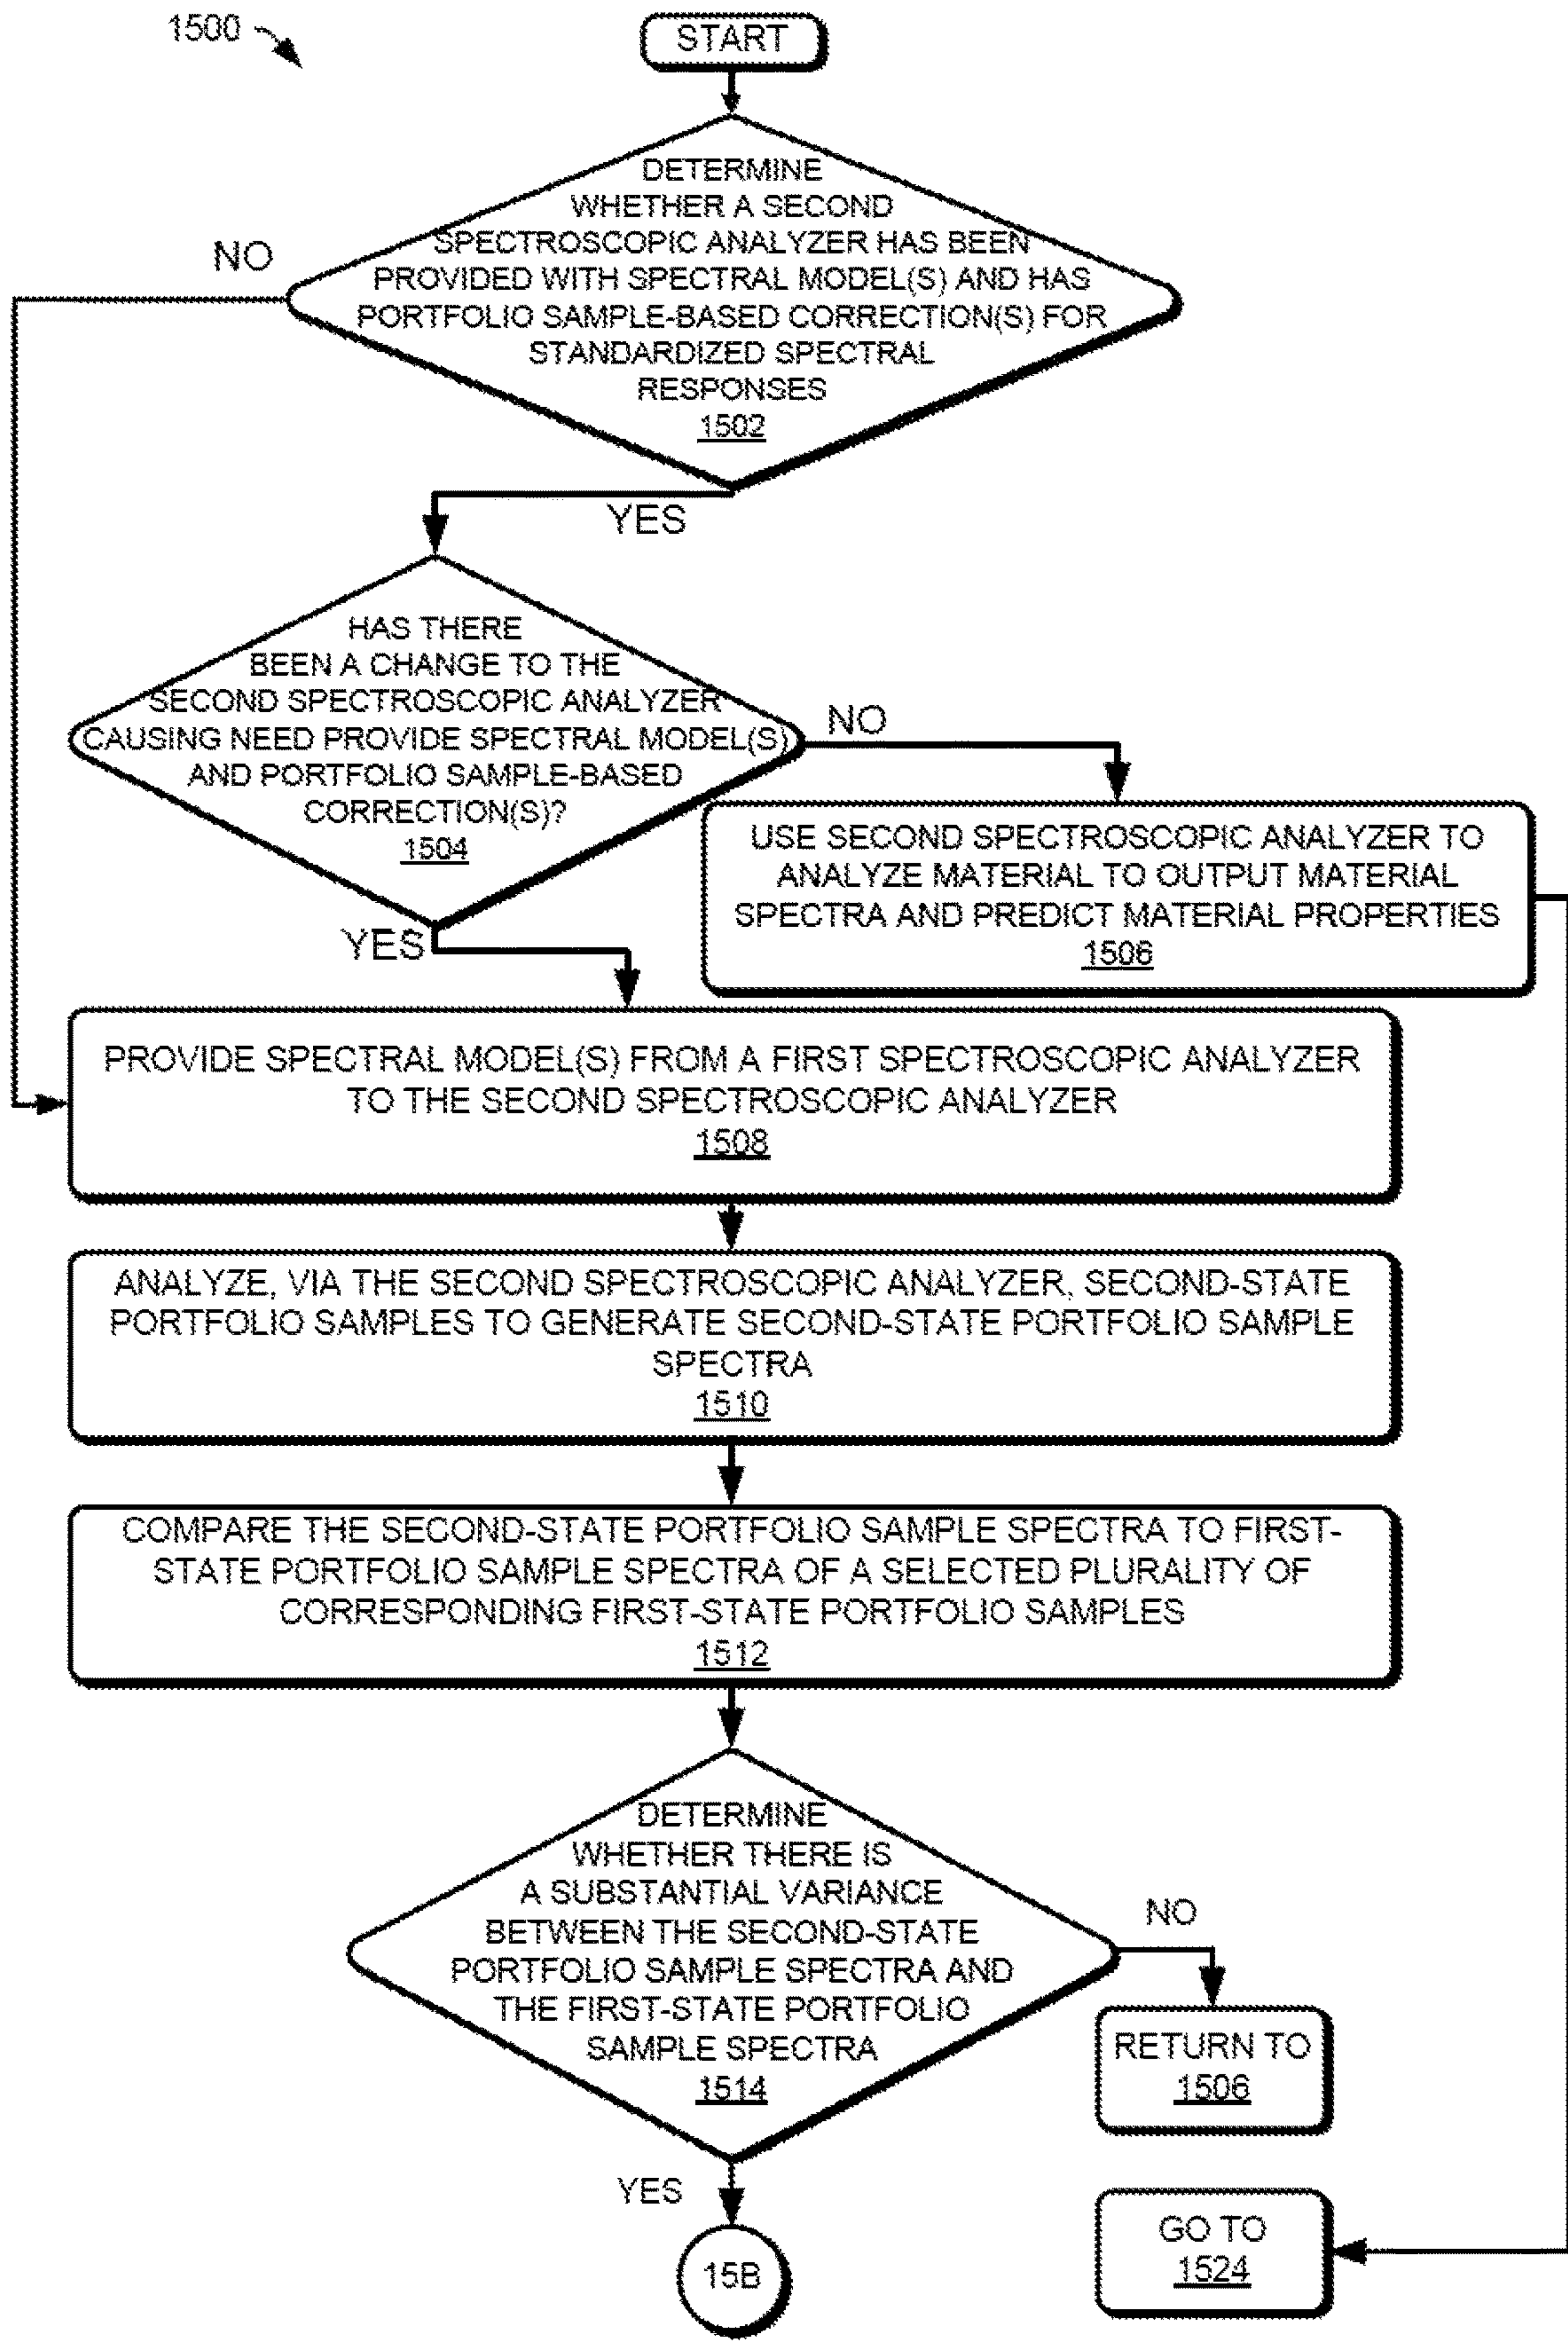 1500
START
DETERMINE
WHETHER A SECOND
SPECTROSCOPIC ANALYZER HAS BEEN
PROVIDED WITH SPECTRAL MODEL(S) AND HAS
PORTFOLIO SAMPLE-BASED CORRECTION(S) FOR
STANDARDIZED SPECTRAL
RESPONSES
1502
NO
YES
HAS THERE
BEEN A CHANGE TO THE
SECOND SPECTROSCOPIC ANALYZER
CAUSING NEED PROVIDE SPECTRAL MODEL(S)
AND PORTFOLIO SAMPLE-BASED
CORRECTION(S)?
1504
NO
YES
USE SECOND SPECTROSCOPIC ANALYZER TO
ANALYZE MATERIAL TO OUTPUT MATERIAL
SPECTRA AND PREDICT MATERIAL PROPERTIES
1506
PROVIDE SPECTRAL MODEL(S) FROM A FIRST SPECTROSCOPIC ANALYZER
TO THE SECOND SPECTROSCOPIC ANALYZER
1508
ANALYZE, VIA THE SECOND SPECTROSCOPIC ANALYZER, SECOND-STATE
PORTFOLIO SAMPLES TO GENERATE SECOND-STATE PORTFOLIO SAMPLE
SPECTRA
1510
COMPARE THE SECOND-STATE PORTFOLIO SAMPLE SPECTRA TO FIRST-
STATE PORTFOLIO SAMPLE SPECTRA OF A SELECTED PLURALITY OF
CORRESPONDING FIRST-STATE PORTFOLIO SAMPLES
1512
DETERMINE
WHETHER THERE IS
A SUBSTANTIAL VARIANCE
BETWEEN THE SECOND-STATE
PORTFOLIO SAMPLE SPECTRA AND
THE FIRST-STATE PORTFOLIO
SAMPLE SPECTRA
1514
NO
RETURN TO
1506
YES
15B
GO TO
1524